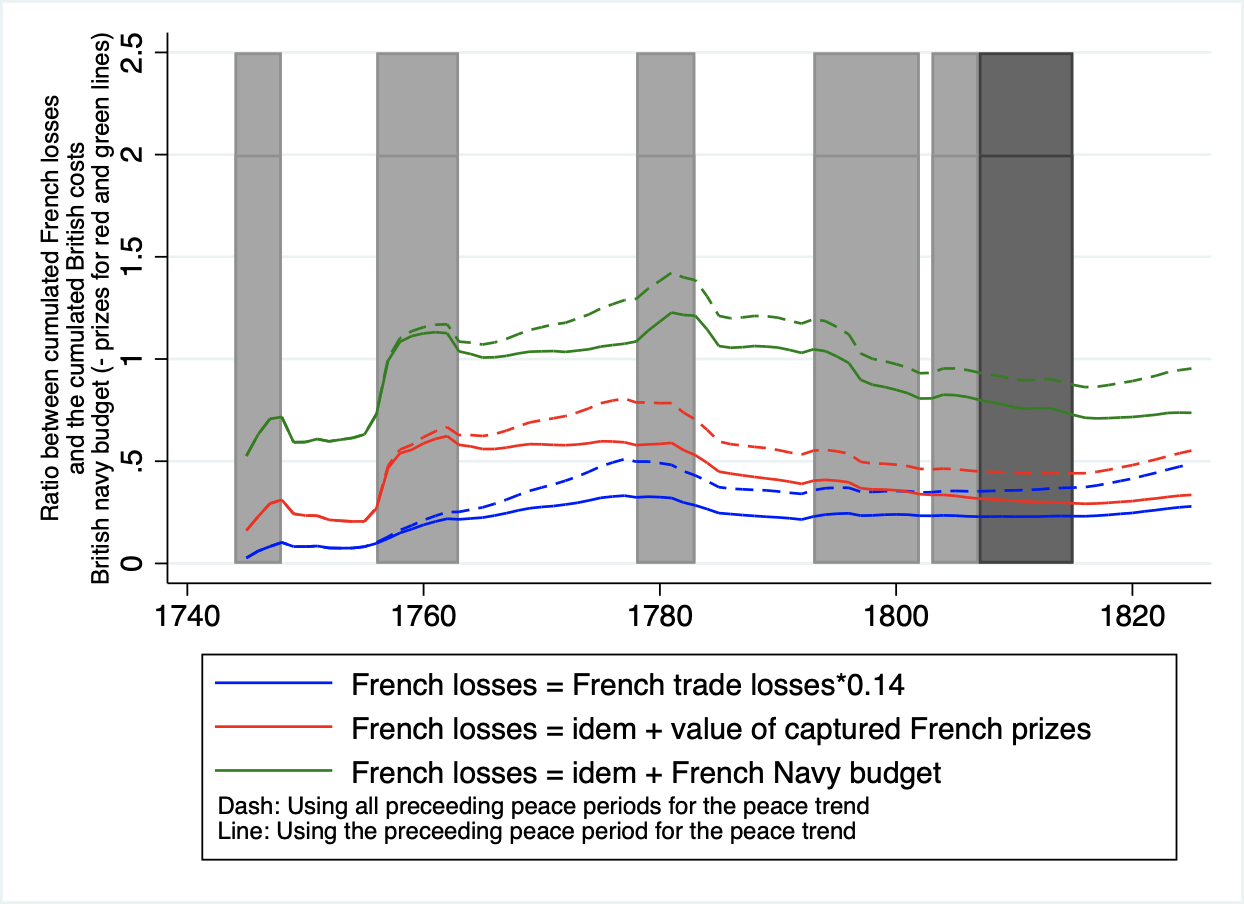 Ratio between cumulated French losses
and the cumulated British costs
British navy budget (- prizes for red and green lines)
2.5
2
1.5
1
.5
0
1740 1760 1780 1800 1820
French losses = French trade losses*0.14
French losses = idem + value of captured French prizes
French losses = idem + French Navy budget
Dash: Using all preceeding peace periods for the peace trend
Line: Using the preceeding peace period for the peace trend